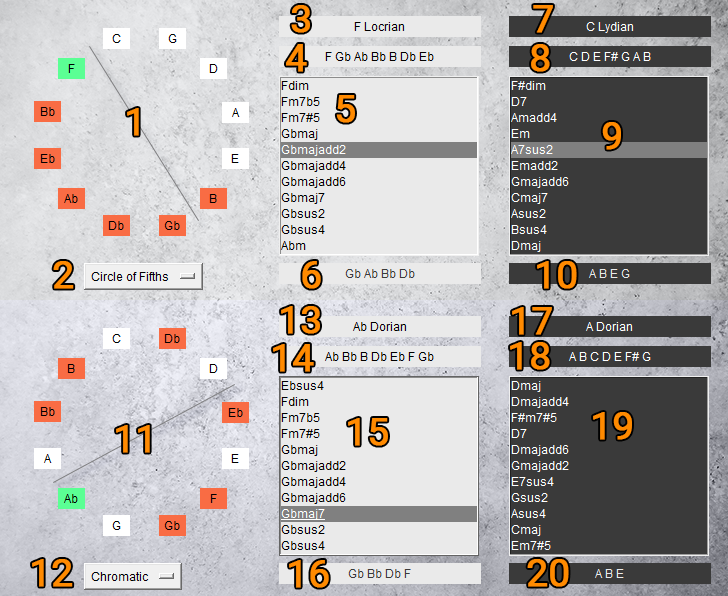 C
G
F
D
Bb
1
A
Eb
E
Ab
B
Db
Gb
2
Circle of Fifths
3
F Locrian
4
F Gb Ab Bb B Db Eb
5
Fdim
Fm7b5
Fm7#5
Gbmaj
Gbmajadd2
Gbmajadd4
Gbmajadd6
Gbmaj7
Gbsus2
Gbsus4
Abm
6
Gb Ab Bb Db
7
C Lydian
8
C D E F# G A B
9
F#dim
D7
Amadd4
Em
A7sus2
Emadd2
Gmajadd6
Cmaj7
Asus2
Bsus4
Dmaj
10
A B E G
C
Db
B
D
Bb
Eb
11
A
E
Ab
F
G
Gb
12
Chromatic
13
Ab Dorian
14
Ab Bb B Db Eb F Gb
15
Ebsus4
Fdim
Fm7b5
Fm7#5
Gbmaj
Gbmajadd2
Gbmajadd4
Gbmajadd6
Gbmaj7
Gbsus2
Gbsus4
16
Gb Bb Db F
17
A Dorian
18
A B C D E F# G
19
Dmaj
Dmajadd4
F#m7#5
D7
Dmajadd6
Gmajadd2
E7sus4
Gsus2
Asus4
Cmaj
Em7#5
20
A B E